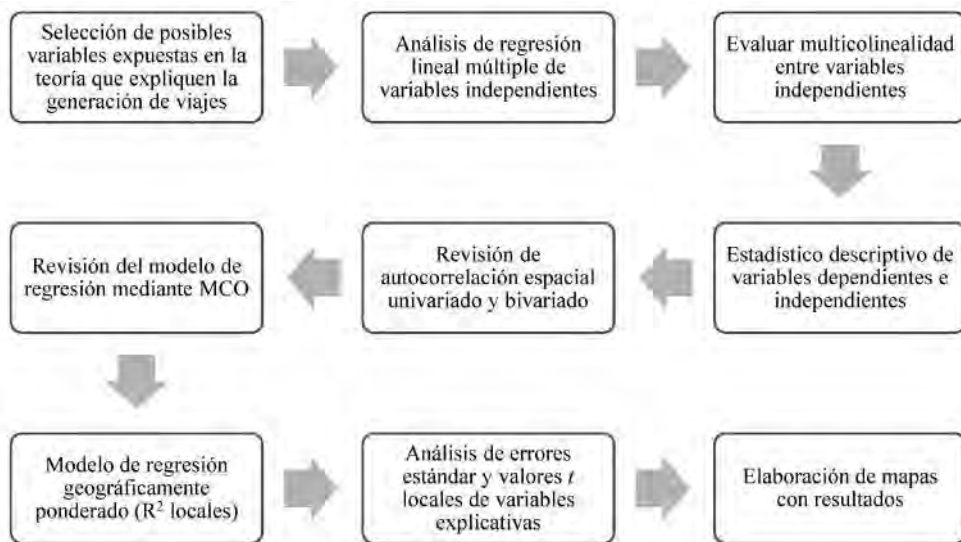 Selección de posibles
variables expuestas en la
teoría que expliquen la
generación de viajes
Análisis de regresión
lineal múltiple de
variables independientes
Evaluar multicolinealidad
entre variables
independientes
Estadístico descriptivo de
variables dependientes e
independientes
Revisión de
autocorrelación espacial
univariado y bivariado
Revisión del modelo de
regresión mediante MCO
Modelo de regresión
geográficamente
ponderado (R² locales)
Análisis de errores
estándar y valores t
locales de variables
explicativas
Elaboración de mapas
con resultados